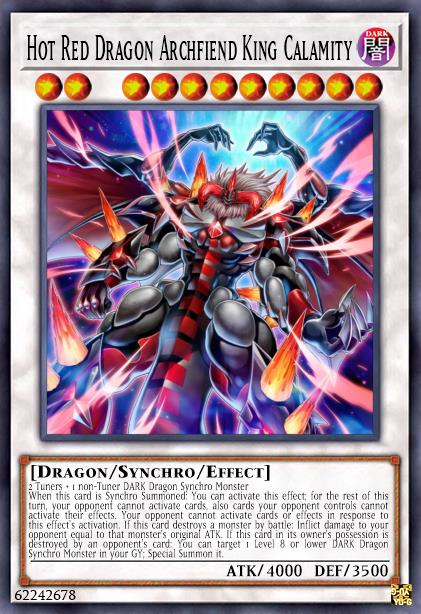 HOT RED DRAGON ARCHFIEND KING CALAMITY
DARK
闇
[DRAGON/SYNCHRO/EFFECT]
2 Tuners + 1 non-Tuner DARK Dragon Synchro Monster
When this card is Synchro Summoned: You can activate this effect; for the rest of this
turn, your opponent cannot activate cards, also cards your opponent controls cannot
activate their effects. Your opponent cannot activate cards or effects in response to
this effect's activation. If this card destroys a monster by battle: Inflict damage to your
opponent equal to that monster's original ATK. If this card in its owner's possession is
destroyed by an opponent's card: You can target 1 Level 8 or lower DARK Dragon
Synchro Monster in your GY; Special Summon it.
ATK/4000 DEF/3500
62242678